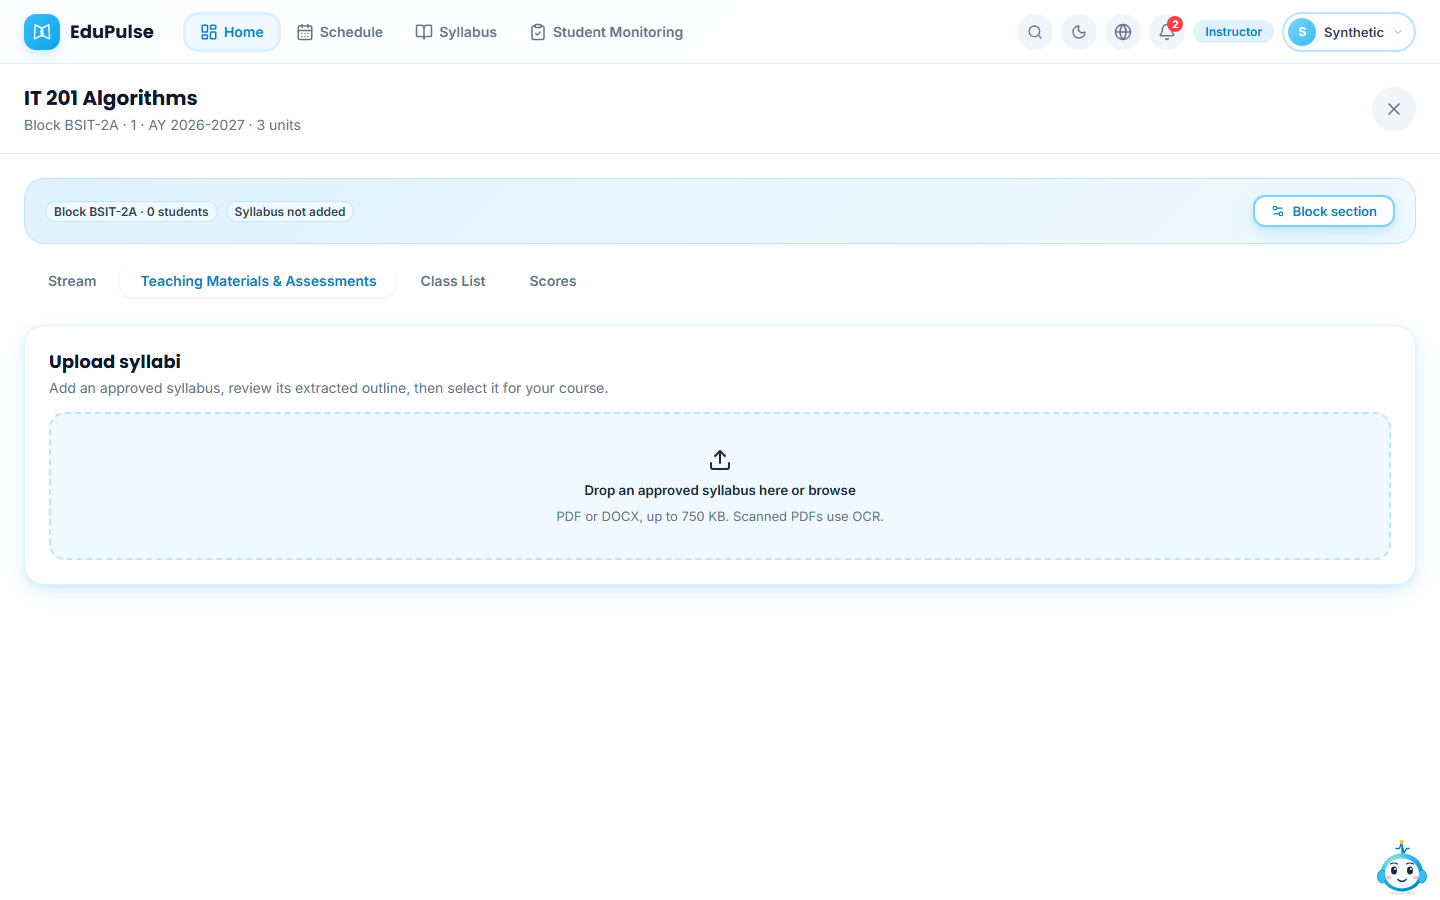 EduPulse
Home
Schedule
Syllabus
Student Monitoring
2
Instructor
S
Synthetic
IT 201 Algorithms
Block BSIT-2A · 1 · AY 2026-2027 · 3 units
Block BSIT-2A · 0 students
Syllabus not added
Block section
Stream
Teaching Materials & Assessments
Class List
Scores
Upload syllabi
Add an approved syllabus, review its extracted outline, then select it for your course.
Drop an approved syllabus here or browse
PDF or DOCX, up to 750 KB. Scanned PDFs use OCR.